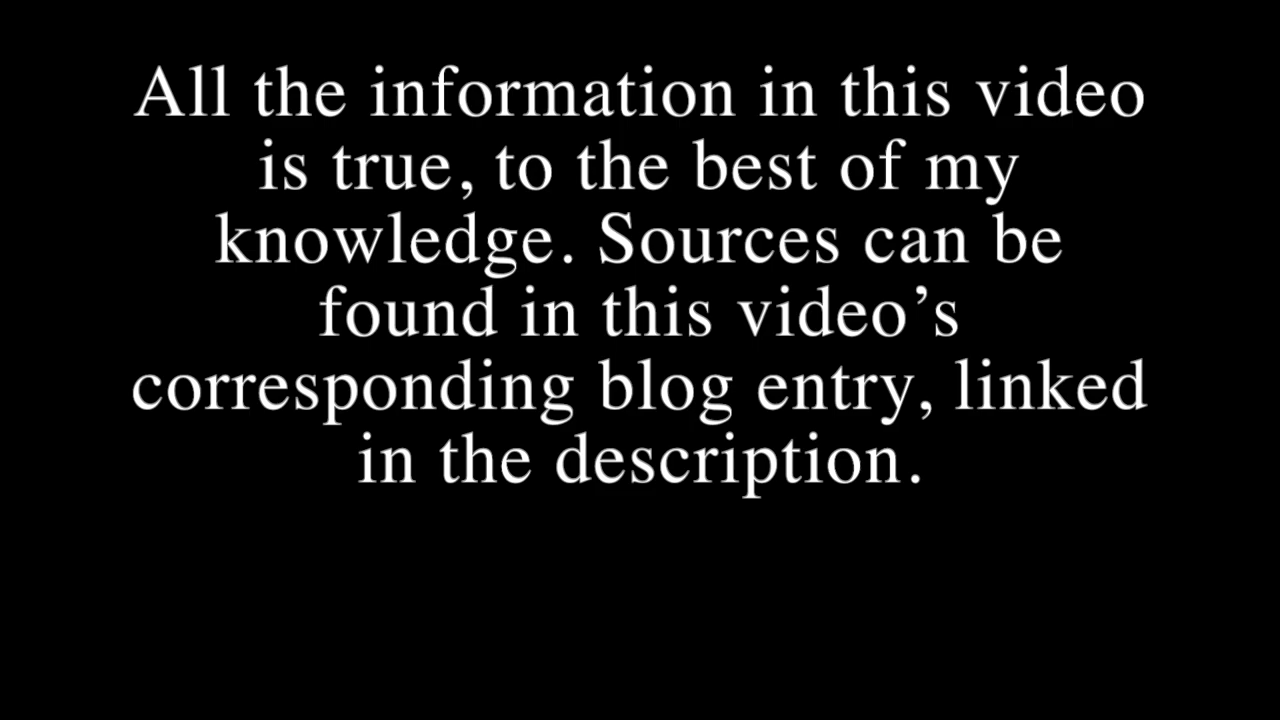 All the information in this video
is true, to the best of my
knowledge. Sources can be
found in this video’s
corresponding blog entry, linked
in the description.